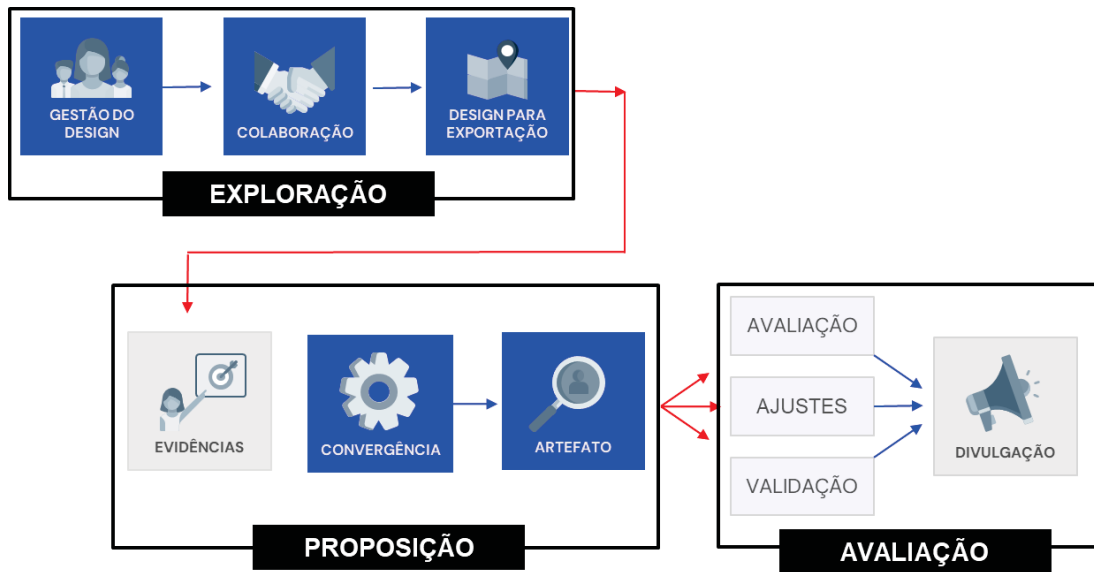 GESTÃO DO
DESIGN
COLABORAÇÃO
DESIGN PARA
EXPORTAÇÃO
EXPLORAÇÃO
EVIDÊNCIAS
CONVERGÊNCIA
ARTEFATO
PROPOSIÇÃO
AVALIAÇÃO
AJUSTES
VALIDAÇÃO
DIVULGAÇÃO
AVALIAÇÃO